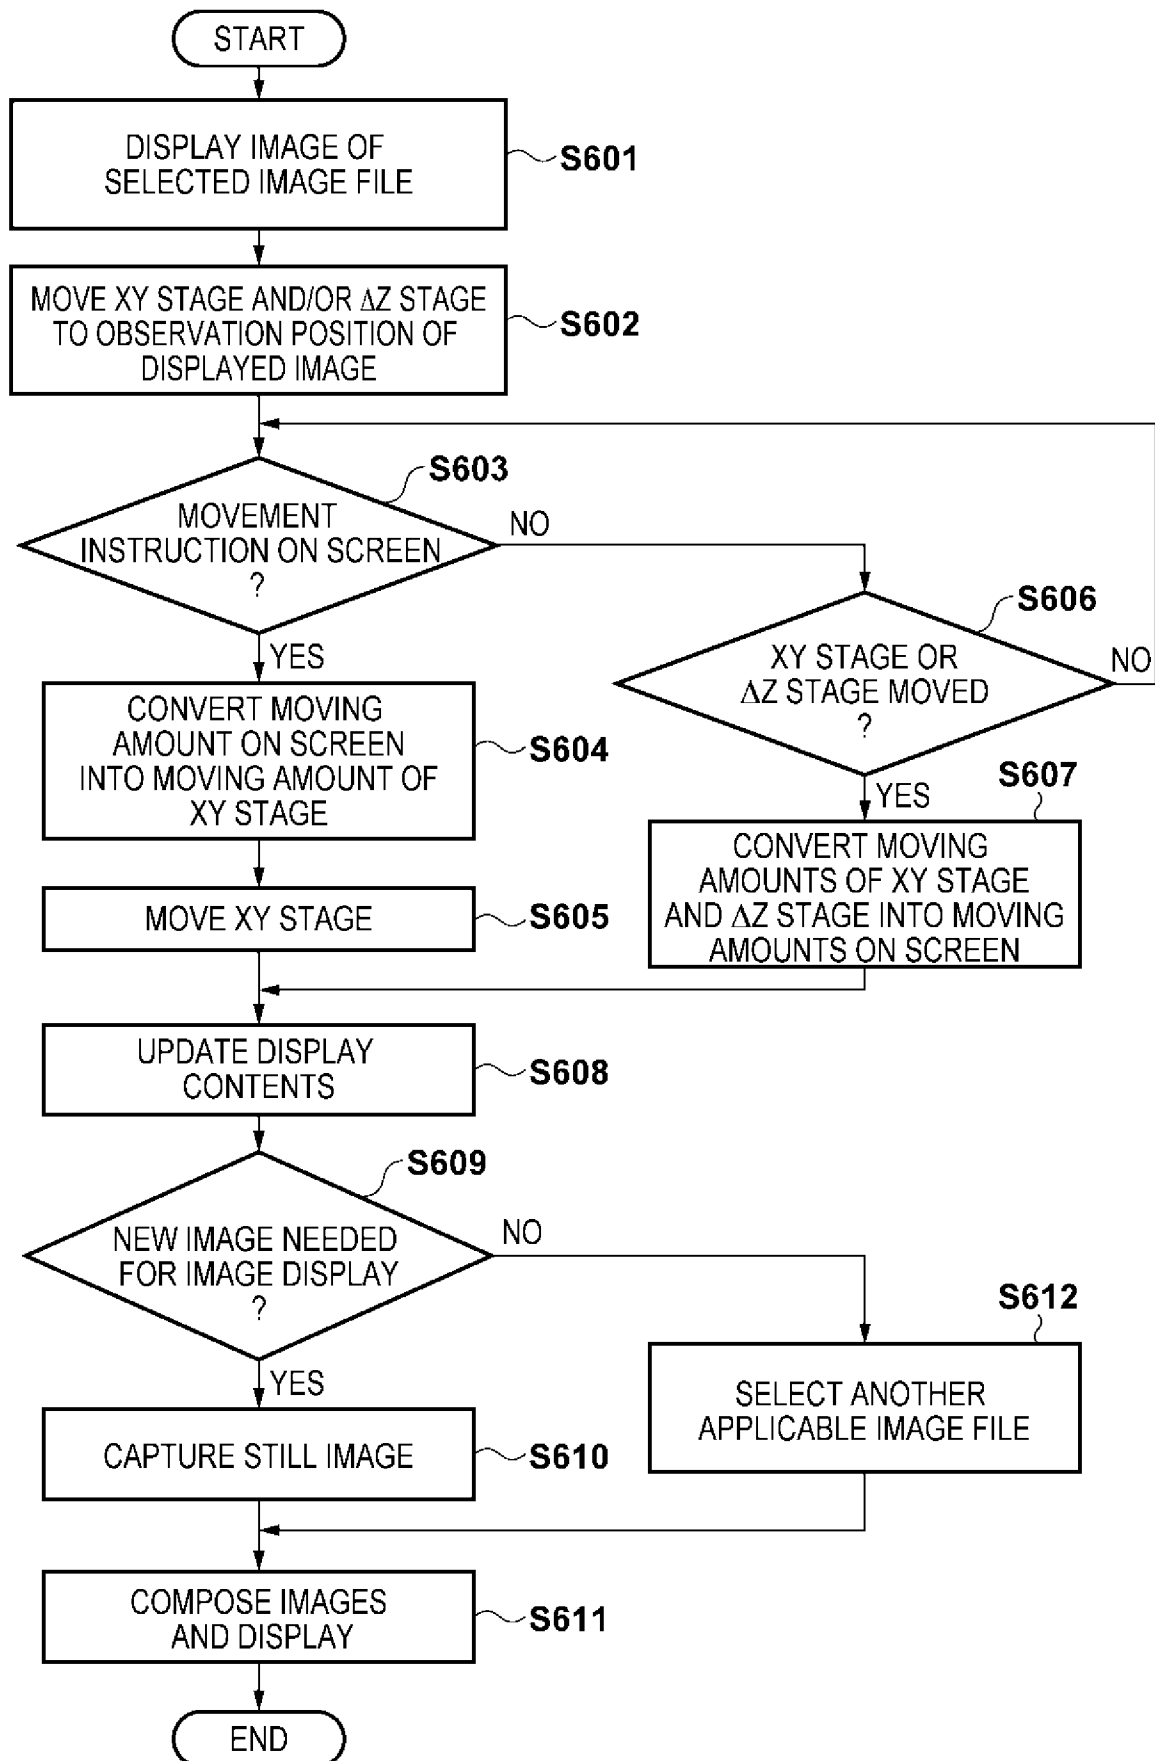 START
DISPLAY IMAGE OF
SELECTED IMAGE FILE
S601
MOVE XY STAGE AND/OR ΔZ STAGE
TO OBSERVATION POSITION OF
DISPLAYED IMAGE
S602
S603
MOVEMENT
INSTRUCTION ON SCREEN
?
NO
YES
S606
XY STAGE OR
ΔZ STAGE MOVED
?
NO
YES
CONVERT MOVING
AMOUNT ON SCREEN
INTO MOVING AMOUNT OF
XY STAGE
S604
S607
CONVERT MOVING
AMOUNTS OF XY STAGE
AND ΔZ STAGE INTO MOVING
AMOUNTS ON SCREEN
MOVE XY STAGE
S605
UPDATE DISPLAY
CONTENTS
S608
S609
NEW IMAGE NEEDED
FOR IMAGE DISPLAY
?
NO
YES
S612
SELECT ANOTHER
APPLICABLE IMAGE FILE
CAPTURE STILL IMAGE
S610
COMPOSE IMAGES
AND DISPLAY
S611
END